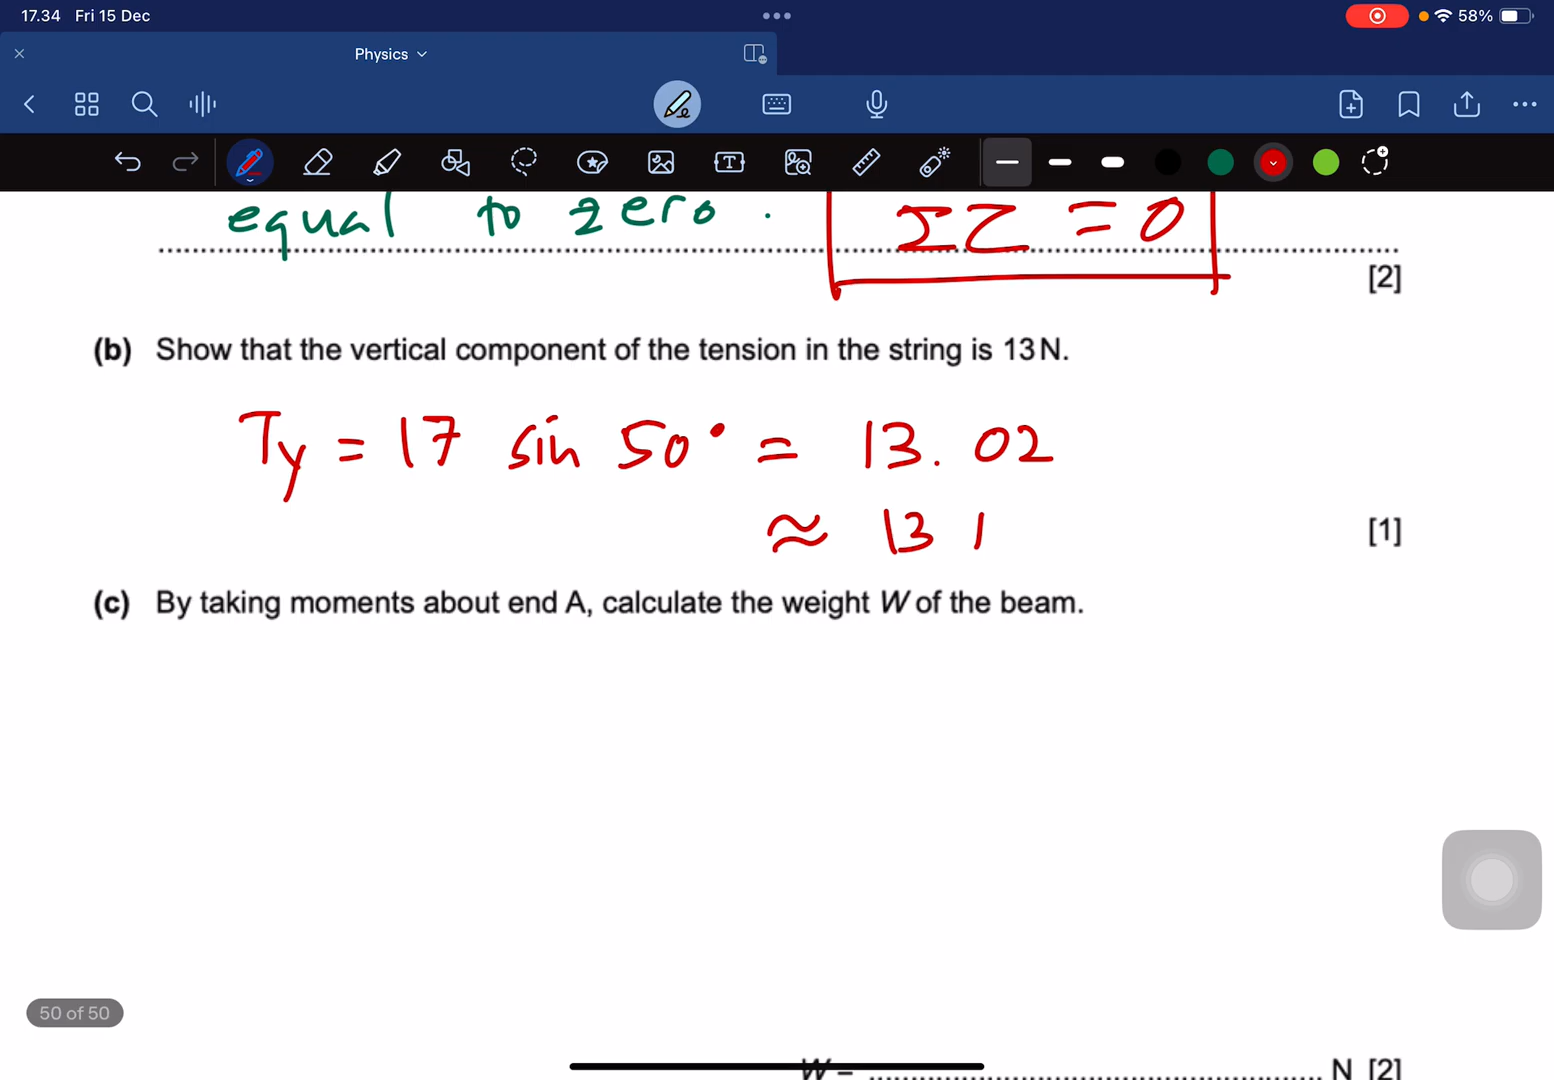 17.34 Fri 15 Dec
58%
Physics
equal to zero.
Στ = 0
[2]
(b) Show that the vertical component of the tension in the string is 13 N.
Ty = 17 sin 50° = 13.02
≈ 13
[1]
(c) By taking moments about end A, calculate the weight W of the beam.
50 of 50
W = ........................................ N [2]